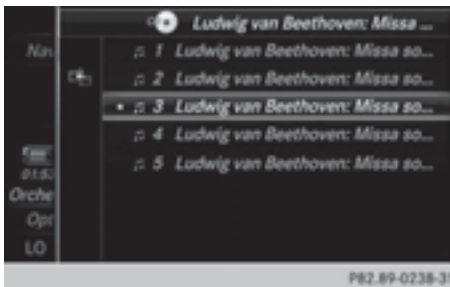 Ludwig van Beethoven: Missa ...
Nav
1 Ludwig van Beethoven: Missa so...
2 Ludwig van Beethoven: Missa so...
3 Ludwig van Beethoven: Missa so...
4 Ludwig van Beethoven: Missa so...
5 Ludwig van Beethoven: Missa so...
01:52
Orche
Opt
LO
P82.89-0238-31